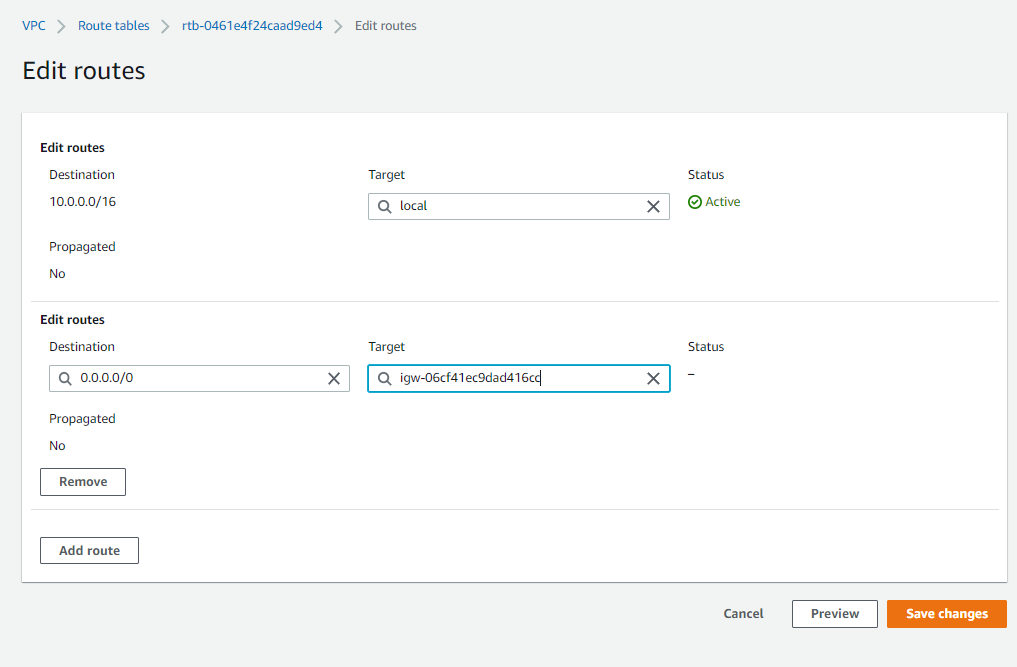 VPC > Route tables > rtb-0461e4f24caad9ed4 > Edit routes
Edit routes
Edit routes
Destination Target Status
10.0.0.0/16 local Active
Propagated
No
Edit routes
Destination Target Status
0.0.0.0/0 igw-06cf41ec9dad416cc –
Propagated
No
Remove
Add route
Cancel Preview Save changes